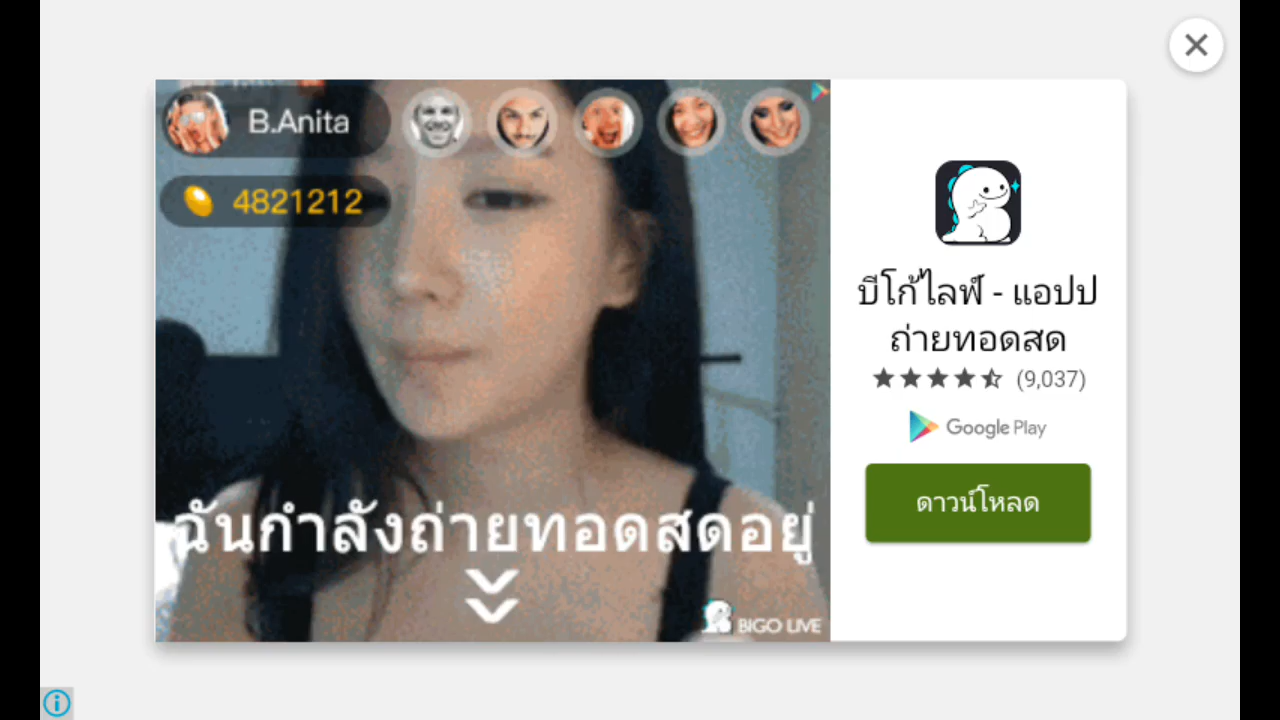 B.Anita
4821212
ฉันกำลังถ่ายทอดสดอยู่
BIGO LIVE
บีโก้ไลฟ์ - แอปป
ถ่ายทอดสด
(9,037)
Google Play
ดาวน์โหลด